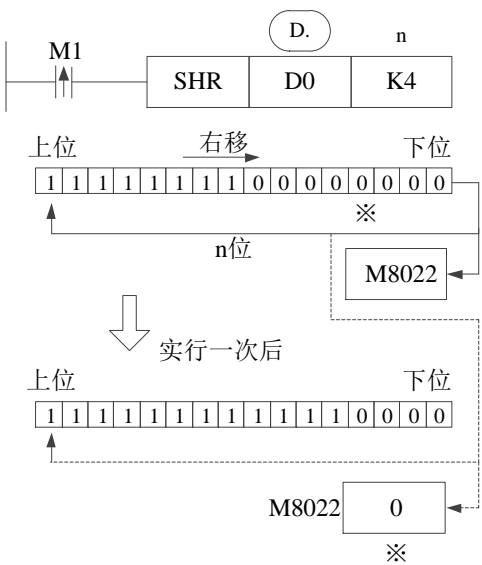 D. n
M1
SHR D0 K4
上位 右移 下位
1 1 1 1 1 1 1 1 0 0 0 0 0 0 0 0
※
n位
M8022
实行一次后
上位 下位
1 1 1 1 1 1 1 1 1 1 1 1 0 0 0 0
M8022 0
※